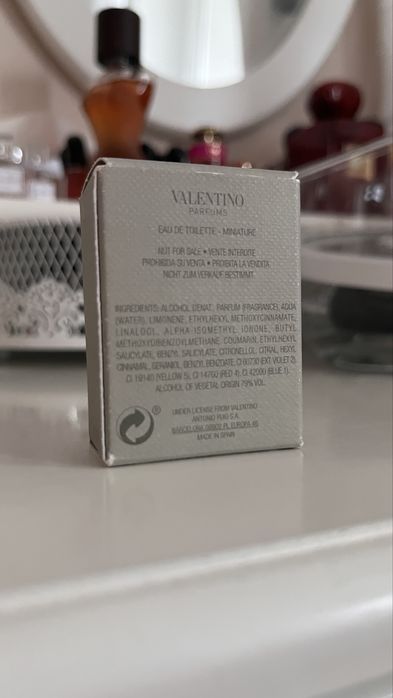 VALENTINO
PARFUMS
EAU DE TOILETTE - MINIATURE
NOT FOR SALE • VENTE INTERDITE
PROHIBIDA SU VENTA • PROIBITA LA VENDITA
NICHT ZUM VERKAUF BESTIMMT.
INGREDIENTS: ALCOHOL DENAT., PARFUM (FRAGRANCE), AQUA
(WATER), LIMONENE, ETHYLHEXYL METHOXYCINNAMATE,
LINALOOL, ALPHA-ISOMETHYL IONONE, BUTYL
METHOXYDIBENZOYLMETHANE, COUMARIN, ETHYLHEXYL
SALICYLATE, BENZYL SALICYLATE, CITRONELLOL, CITRAL, HEXYL
CINNAMAL, GERANIOL, BENZYL BENZOATE, CI 60730 (EXT VIOLET 2),
CI 19140 (YELLOW 5), CI 14700 (RED 4), CI 42090 (BLUE 1).
ALCOHOL OF VEGETAL ORIGIN 79% VOL.
UNDER LICENSE FROM VALENTINO
ANTONIO PUIG S.A.
BARCELONA 08902 PL. EUROPA 46
MADE IN SPAIN